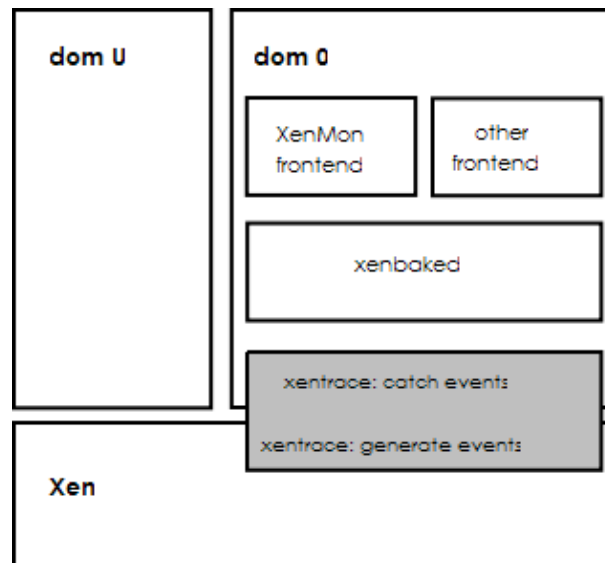 dom U
dom 0
XenMon
frontend
other
frontend
xenbaked
xentrace: catch events
xentrace: generate events
Xen